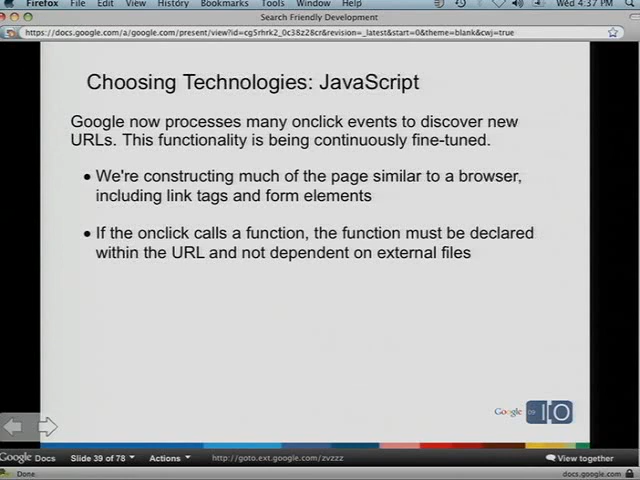 Firefox File Edit View History Bookmarks Tools Window Help Wed 4:37 PM
Search Friendly Development
https://docs.google.com/a/google.com/present/view?id=cg5rhrk2_0c38z28cr&revision=_latest&start=0&theme=blank&cwj=true
Choosing Technologies: JavaScript
Google now processes many onclick events to discover new
URLs. This functionality is being continuously fine-tuned.
• We're constructing much of the page similar to a browser,
including link tags and form elements
• If the onclick calls a function, the function must be declared
within the URL and not dependent on external files
Google IO
Google Docs Slide 39 of 78 Actions http://goto.ext.google.com/zvzzz View together
Done docs.google.com